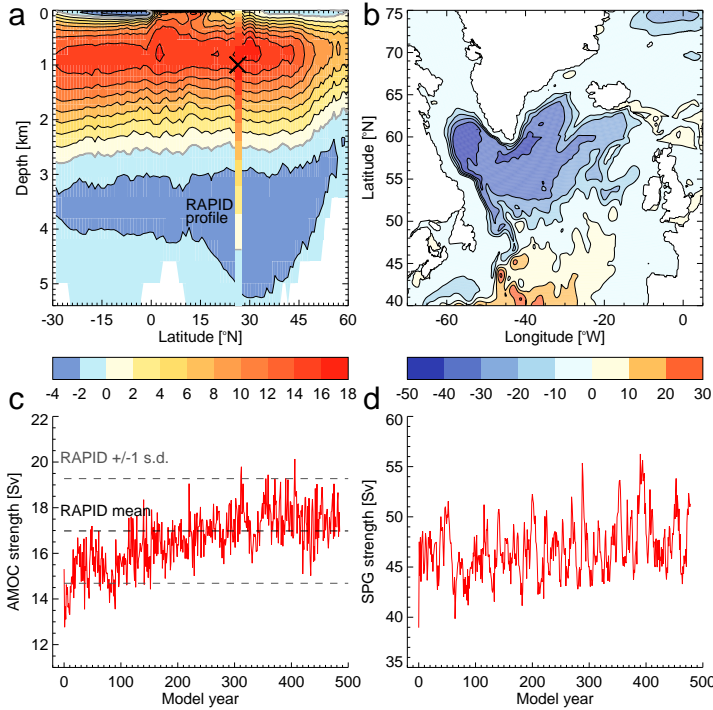 a
0
1
2
3
4
5
Depth [km]
RAPID
profile
-30 -15 0 15 30 45 60
Latitude [°N]
-4 -2 0 2 4 6 8 10 12 14 16 18
b
75
70
65
60
55
50
45
40
Latitude [°N]
-60 -40 -20 0
Longitude [°W]
-50 -40 -30 -20 -10 0 10 20 30
c
22
20
18
16
14
12
AMOC strength [Sv]
RAPID +/-1 s.d.
RAPID mean
0 100 200 300 400 500
Model year
d
60
55
50
45
40
35
SPG strength [Sv]
0 100 200 300 400 500
Model year